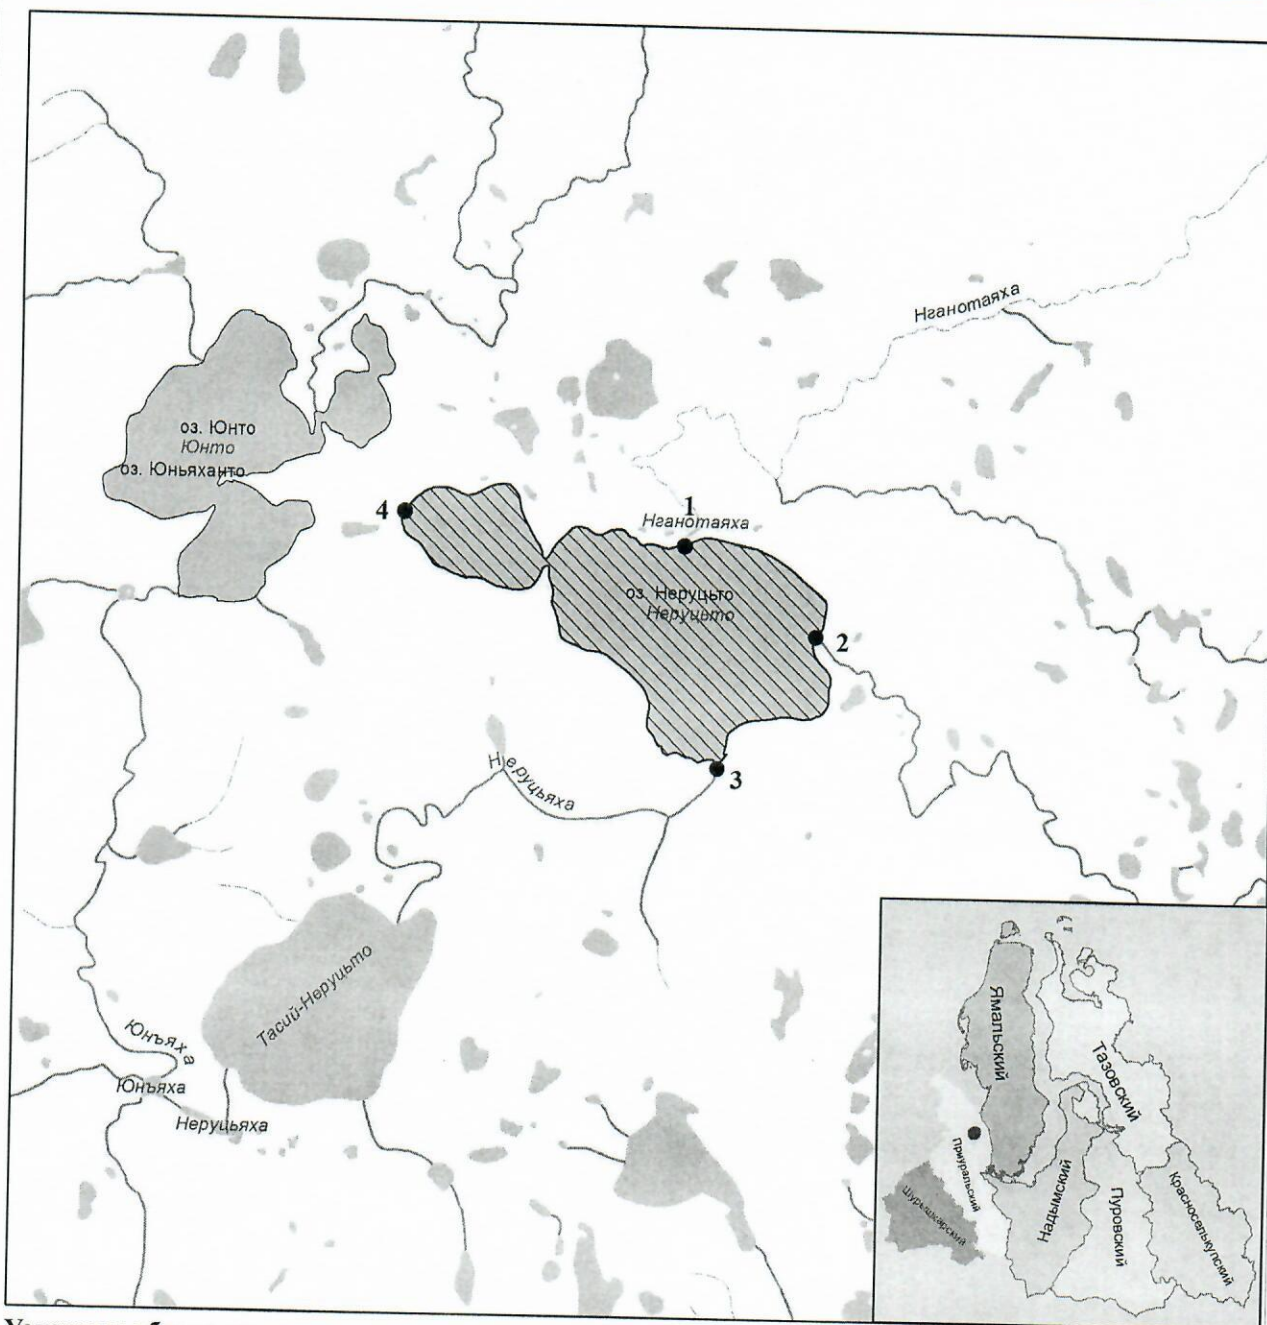 Нганотаяха
оз. Юнто
Юнто
оз. Юньяханто
4
1
Нганотаяха
оз. Неруцьто
Неруцьто
2
3
Неруцьяха
Тасий-Неруцьто
Юнъяха
Юнъяха
Неруцьяха
Ямальский
Тазовский
Приуральский
Шурышкарский
Надымский
Пуровский
Красноселькупский